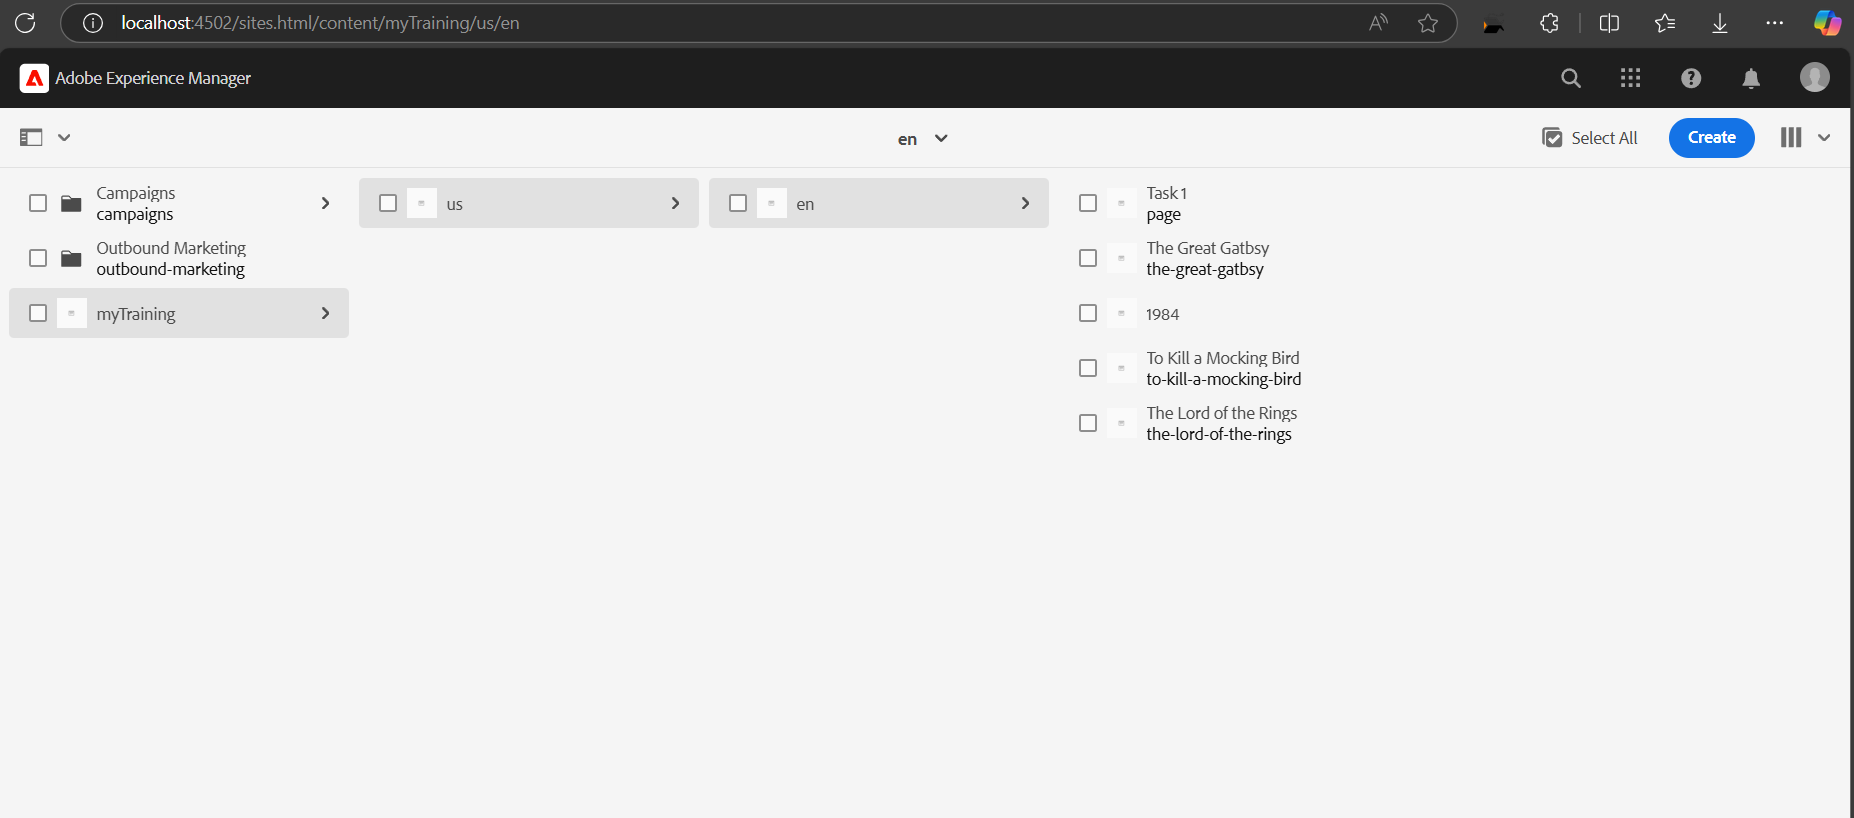 localhost:4502/sites.html/content/myTraining/us/en
Adobe Experience Manager
en
Select All
Create
Campaigns
campaigns
Outbound Marketing
outbound-marketing
myTraining
us
en
Task 1
page
The Great Gatbsy
the-great-gatbsy
1984
To Kill a Mocking Bird
to-kill-a-mocking-bird
The Lord of the Rings
the-lord-of-the-rings